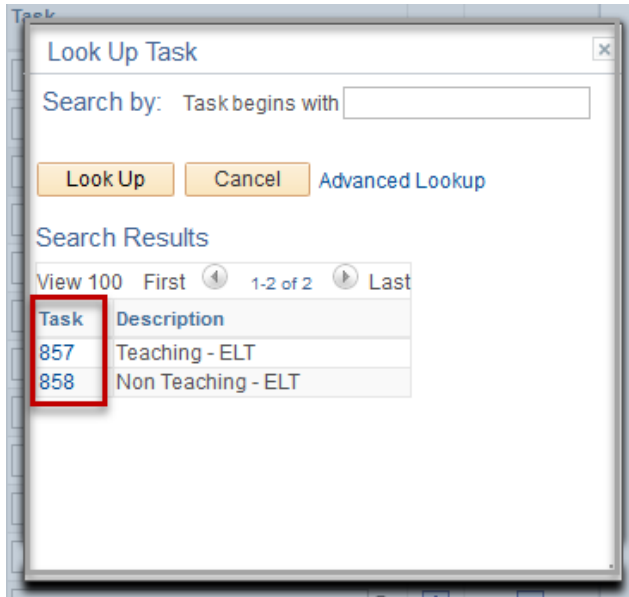 Task
Look Up Task
Search by: Task begins with
Look Up Cancel Advanced Lookup
Search Results
View 100 First 1-2 of 2 Last
Task Description
857 Teaching - ELT
858 Non Teaching - ELT